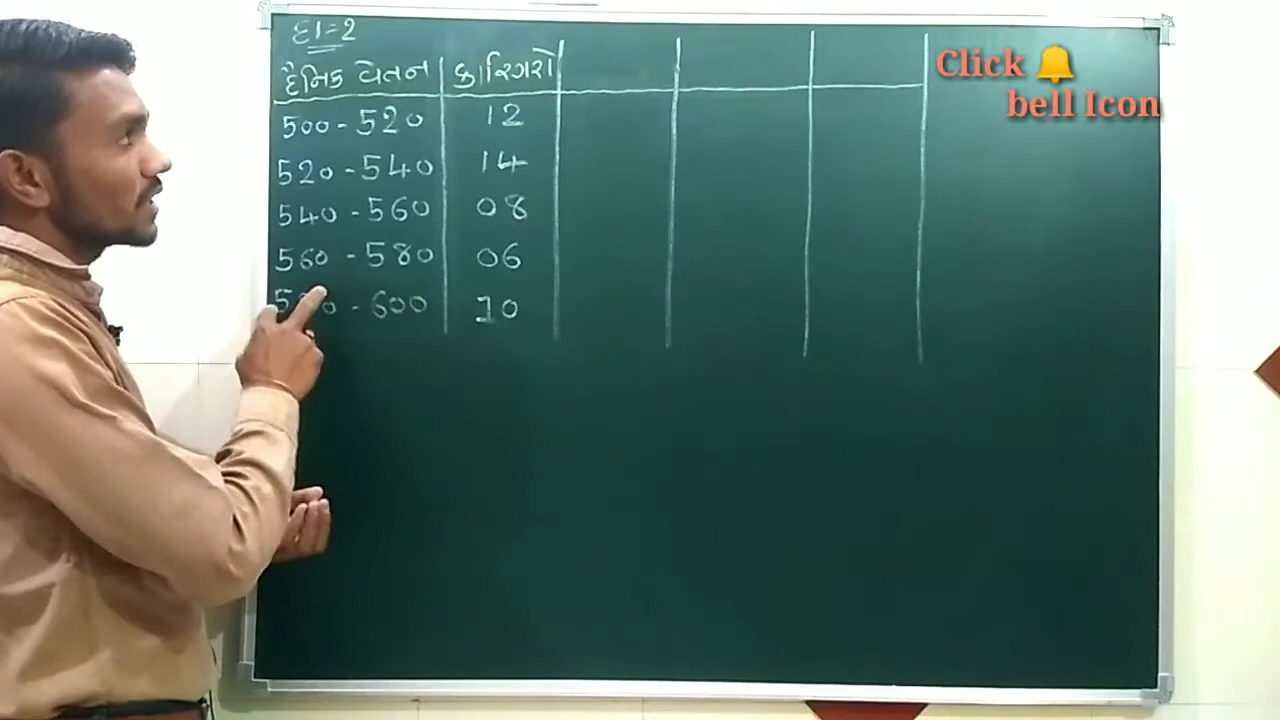 દા=2
દૈનિક વેતન કારિગરો
500-520 12
520-540 14
540-560 08
560-580 06
600 10
Click 🔔
bell Icon